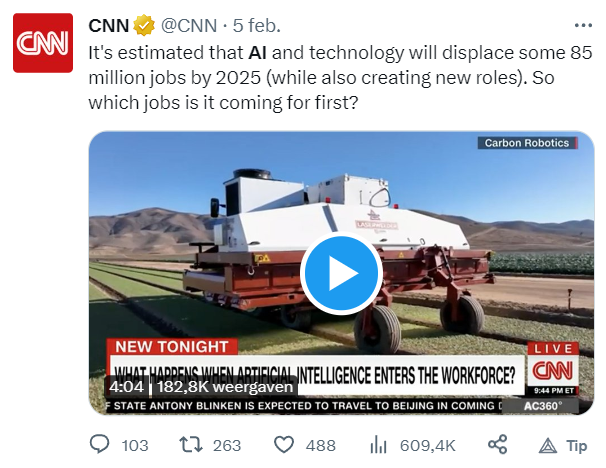 CNN
CNN @CNN · 5 feb.
It's estimated that AI and technology will displace some 85
million jobs by 2025 (while also creating new roles). So
which jobs is it coming for first?
Carbon Robotics
LASERWEEDER
NEW TONIGHT
LIVE
WHAT HAPPENS WHEN ARTIFICIAL INTELLIGENCE ENTERS THE WORKFORCE?
CNN
4:04 | 182,8K weergaven
9:44 PM ET
F STATE ANTONY BLINKEN IS EXPECTED TO TRAVEL TO BEIJING IN COMING
AC360°
103 263 488 609,4K Tip